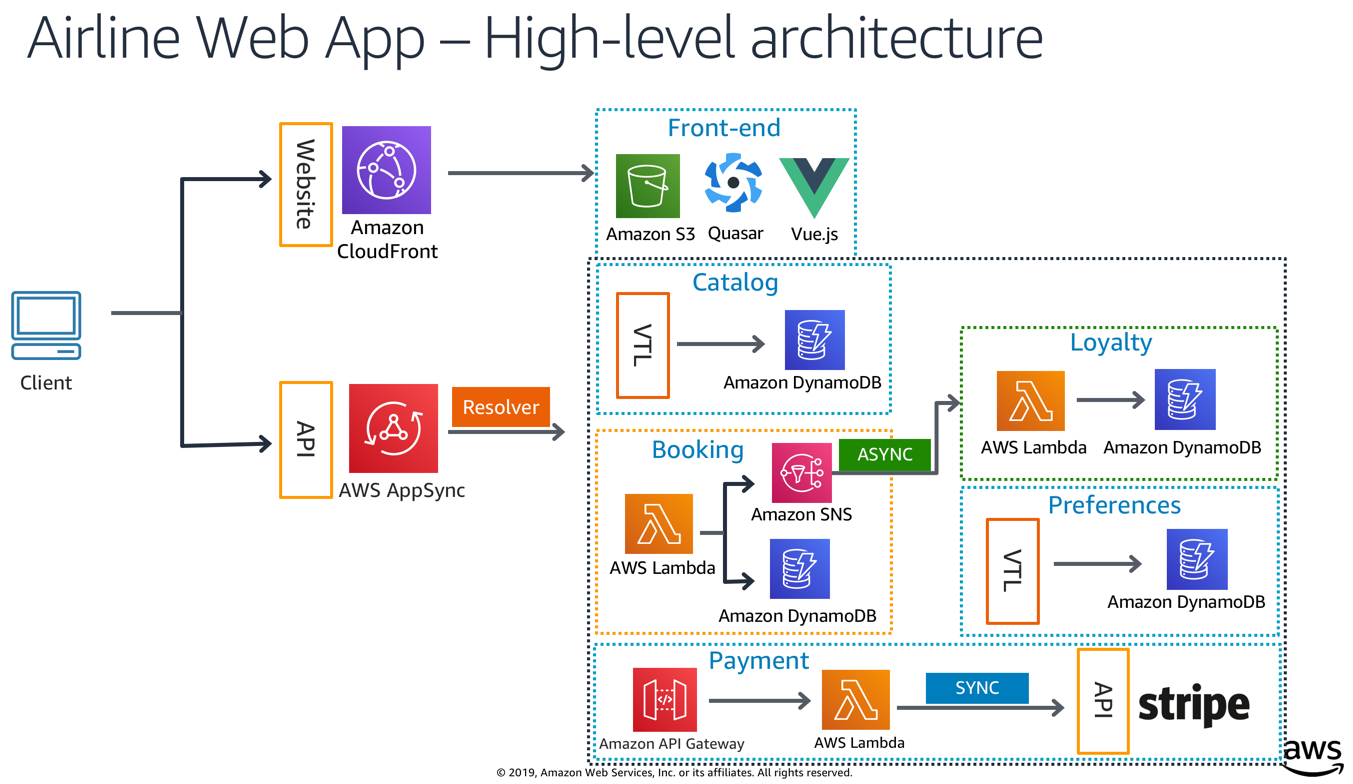 Airline Web App – High-level architecture
Website
Amazon
CloudFront
Front-end
Amazon S3
Quasar
Vue.js
Client
API
AWS AppSync
Resolver
Catalog
VTL
Amazon DynamoDB
Booking
AWS Lambda
Amazon SNS
Amazon DynamoDB
ASYNC
Loyalty
AWS Lambda
Amazon DynamoDB
Preferences
VTL
Amazon DynamoDB
Payment
Amazon API Gateway
AWS Lambda
SYNC
API
stripe
© 2019, Amazon Web Services, Inc. or its affiliates. All rights reserved.
aws